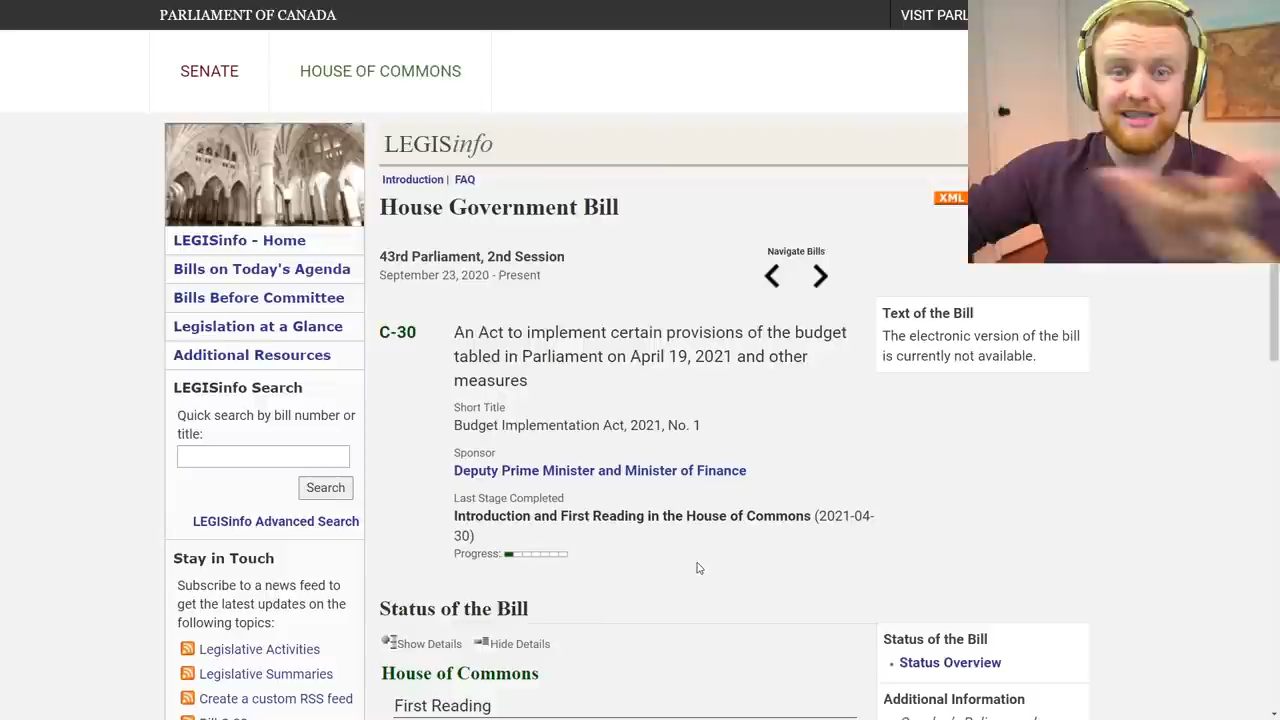 PARLIAMENT OF CANADA
VISIT PARL
SENATE
HOUSE OF COMMONS
LEGISinfo
Introduction | FAQ
XML
House Government Bill
43rd Parliament, 2nd Session
September 23, 2020 - Present
Navigate Bills
C-30
An Act to implement certain provisions of the budget
tabled in Parliament on April 19, 2021 and other
measures
Short Title
Budget Implementation Act, 2021, No. 1
Sponsor
Deputy Prime Minister and Minister of Finance
Last Stage Completed
Introduction and First Reading in the House of Commons (2021-04-
30)
Progress:
Status of the Bill
Show Details
Hide Details
House of Commons
First Reading
LEGISinfo - Home
Bills on Today's Agenda
Bills Before Committee
Legislation at a Glance
Additional Resources
LEGISinfo Search
Quick search by bill number or
title:
Search
LEGISinfo Advanced Search
Stay in Touch
Subscribe to a news feed to
get the latest updates on the
following topics:
Legislative Activities
Legislative Summaries
Create a custom RSS feed
Text of the Bill
The electronic version of the bill
is currently not available.
Status of the Bill
Status Overview
Additional Information